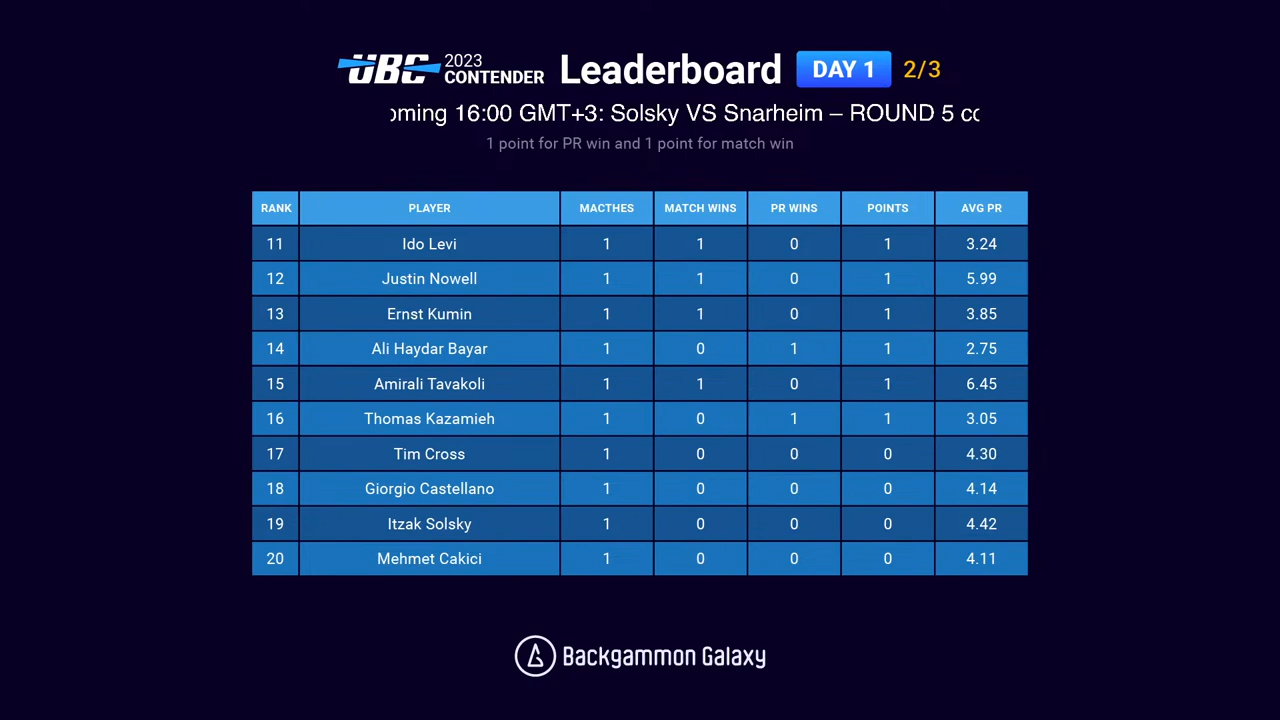 UBC 2023 CONTENDER Leaderboard DAY 1 2/3
oming 16:00 GMT+3: Solsky VS Snarheim – ROUND 5 co
1 point for PR win and 1 point for match win
RANK PLAYER MACTHES MATCH WINS PR WINS POINTS AVG PR
11 Ido Levi 1 1 0 1 3.24
12 Justin Nowell 1 1 0 1 5.99
13 Ernst Kumin 1 1 0 1 3.85
14 Ali Haydar Bayar 1 0 1 1 2.75
15 Amirali Tavakoli 1 1 0 1 6.45
16 Thomas Kazamieh 1 0 1 1 3.05
17 Tim Cross 1 0 0 0 4.30
18 Giorgio Castellano 1 0 0 0 4.14
19 Itzak Solsky 1 0 0 0 4.42
20 Mehmet Cakici 1 0 0 0 4.11
Backgammon Galaxy